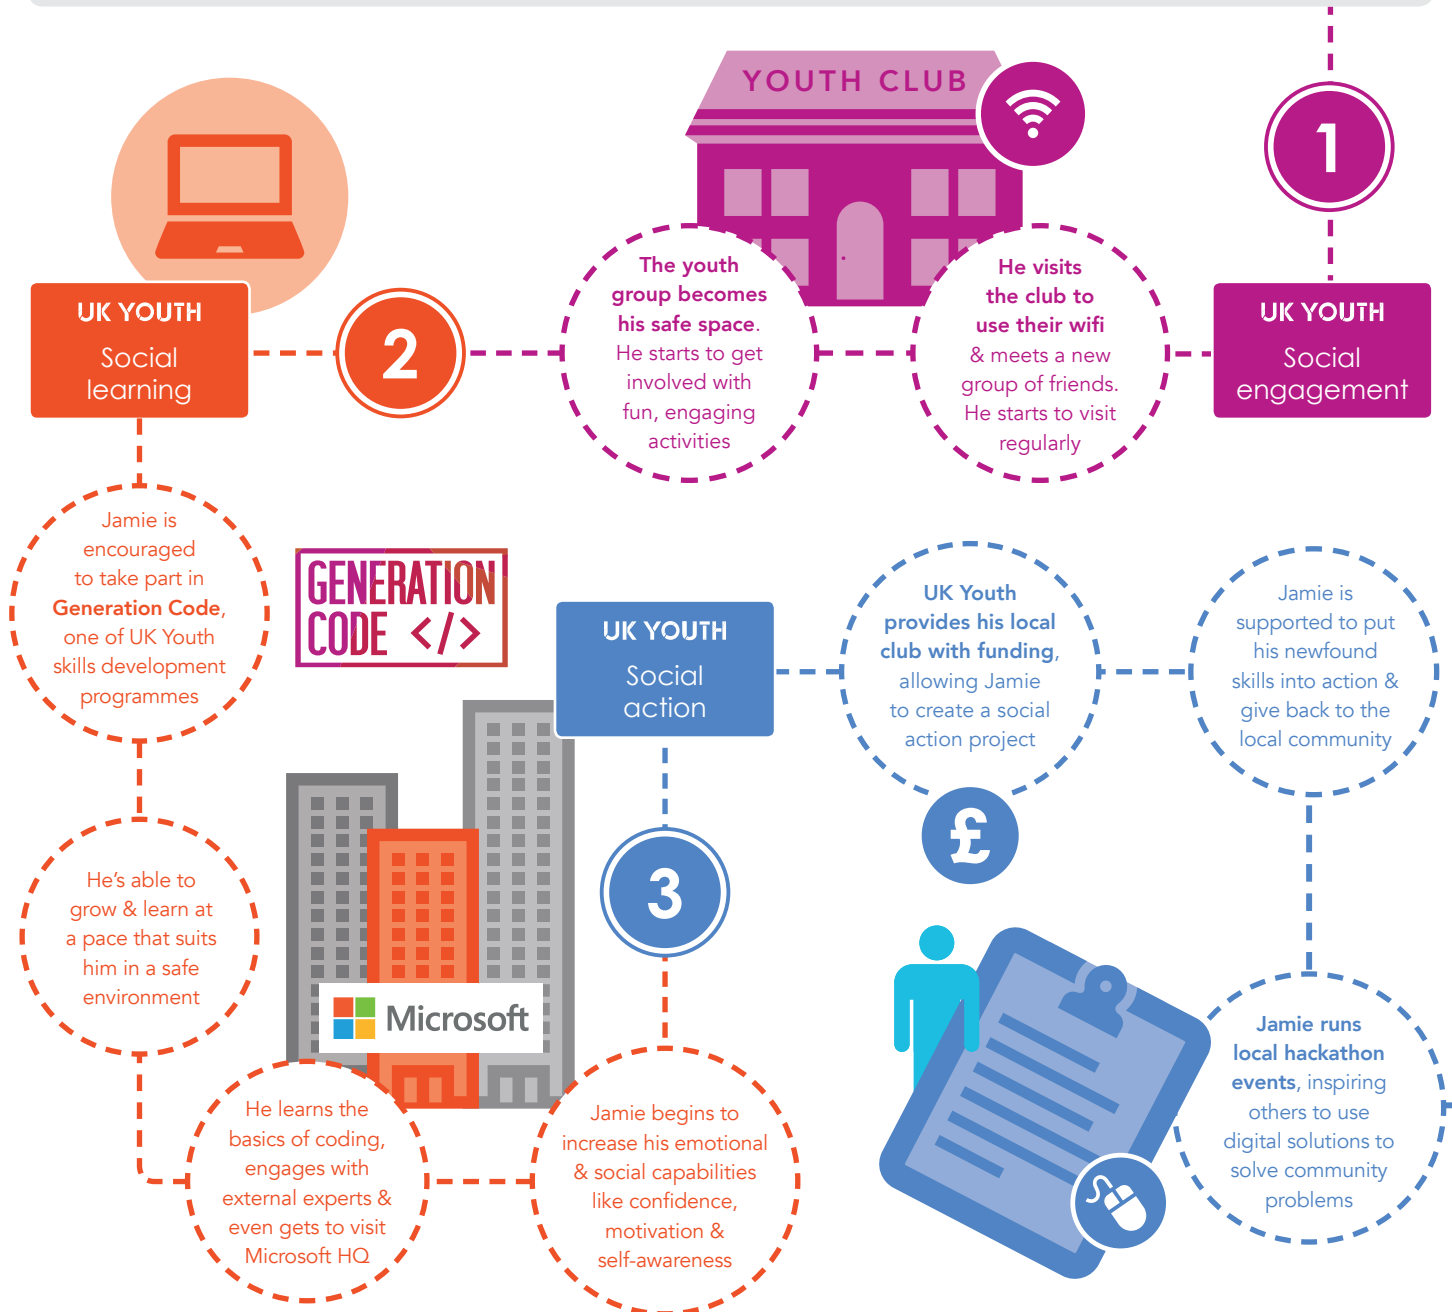 1
UK YOUTH
Social
engagement
YOUTH CLUB
He visits
the club to
use their wifi
& meets a new
group of friends.
He starts to visit
regularly
The youth
group becomes
his safe space.
He starts to get
involved with
fun, engaging
activities
2
UK YOUTH
Social
learning
Jamie is
encouraged
to take part in
Generation Code,
one of UK Youth
skills development
programmes
GENERATION
CODE </>
He's able to
grow & learn at
a pace that suits
him in a safe
environment
Microsoft
He learns the
basics of coding,
engages with
external experts &
even gets to visit
Microsoft HQ
Jamie begins to
increase his emotional
& social capabilities
like confidence,
motivation &
self-awareness
3
UK YOUTH
Social
action
UK Youth
provides his local
club with funding,
allowing Jamie
to create a social
action project
£
Jamie is
supported to put
his newfound
skills into action &
give back to the
local community
Jamie runs
local hackathon
events, inspiring
others to use
digital solutions to
solve community
problems